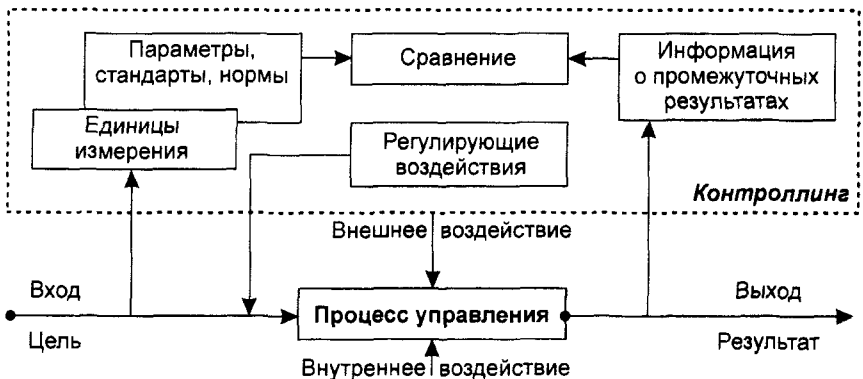 Параметры,
стандарты, нормы
Сравнение
Информация
о промежуточных
результатах
Единицы
измерения
Регулирующие
воздействия
Контроллинг
Внешнее воздействие
Вход
Процесс управления
Выход
Цель
Результат
Внутреннее воздействие